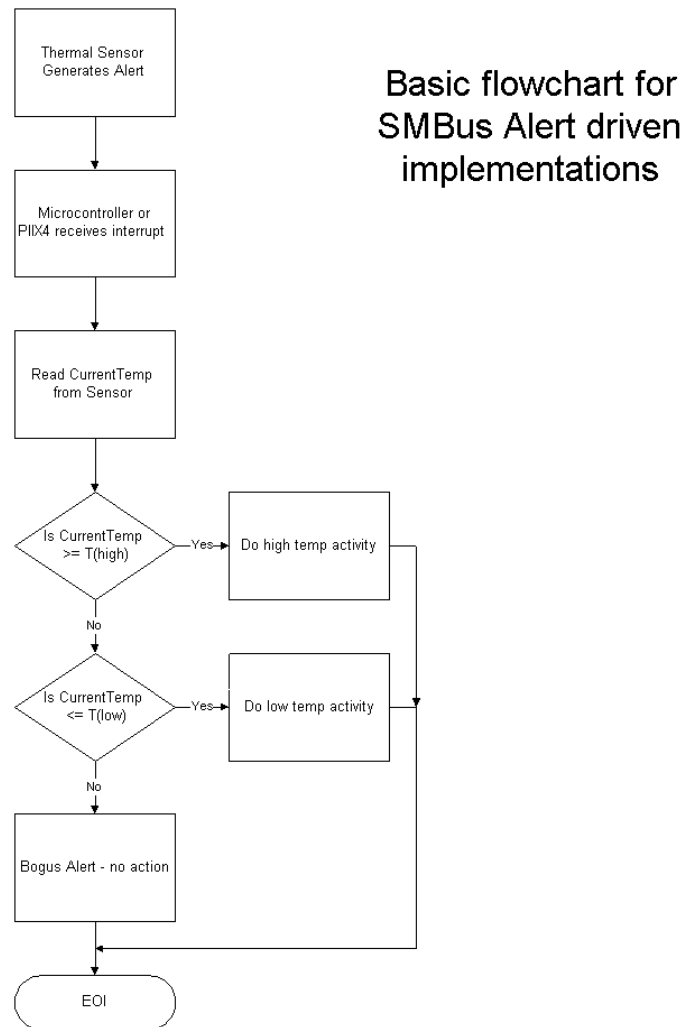 Thermal Sensor
Generates Alert
Basic flowchart for
SMBus Alert driven
implementations
Microcontroller or
PIIX4 receives interrupt
Read CurrentTemp
from Sensor
Is CurrentTemp
>= T(high)
Yes
Do high temp activity
No
Is CurrentTemp
<= T(low)
Yes
Do low temp activity
No
Bogus Alert - no action
EOI